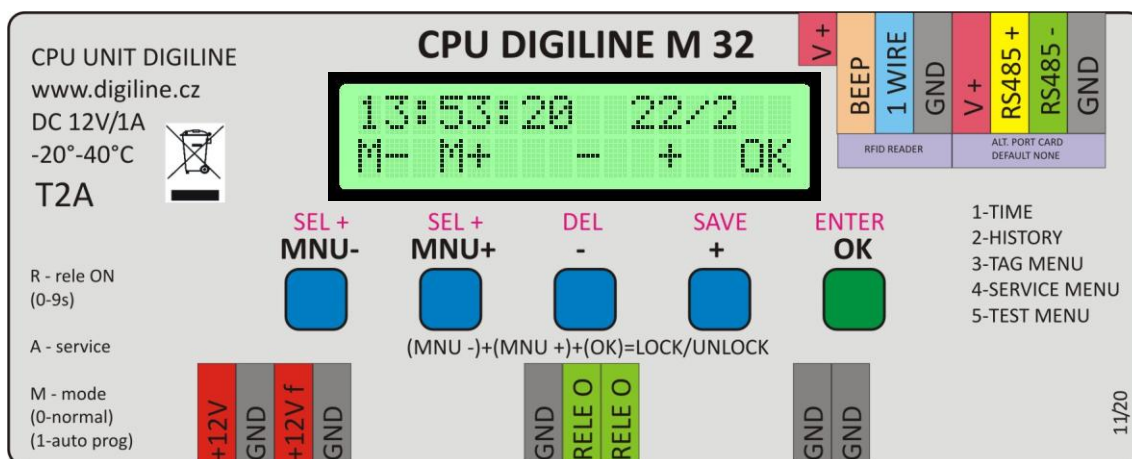 CPU UNIT DIGILINE
www.digiline.cz
DC 12V/1A
-20°-40°C
T2A
CPU DIGILINE M 32
13:53:20 22/2
M- M+ - + OK
V +
BEEP
1 WIRE
GND
V +
RS485 +
RS485 -
GND
RFID READER
ALT. PORT CARD
DEFAULT NONE
SEL +
MNU-
SEL +
MNU+
DEL
-
SAVE
+
ENTER
OK
(MNU -)+(MNU +)+(OK)=LOCK/UNLOCK
1-TIME
2-HISTORY
3-TAG MENU
4-SERVICE MENU
5-TEST MENU
R - rele ON
(0-9s)
A - service
M - mode
(0-normal)
(1-auto prog)
+12V
GND
+12V f
GND
GND
RELE O
RELE O
GND
GND
11/20